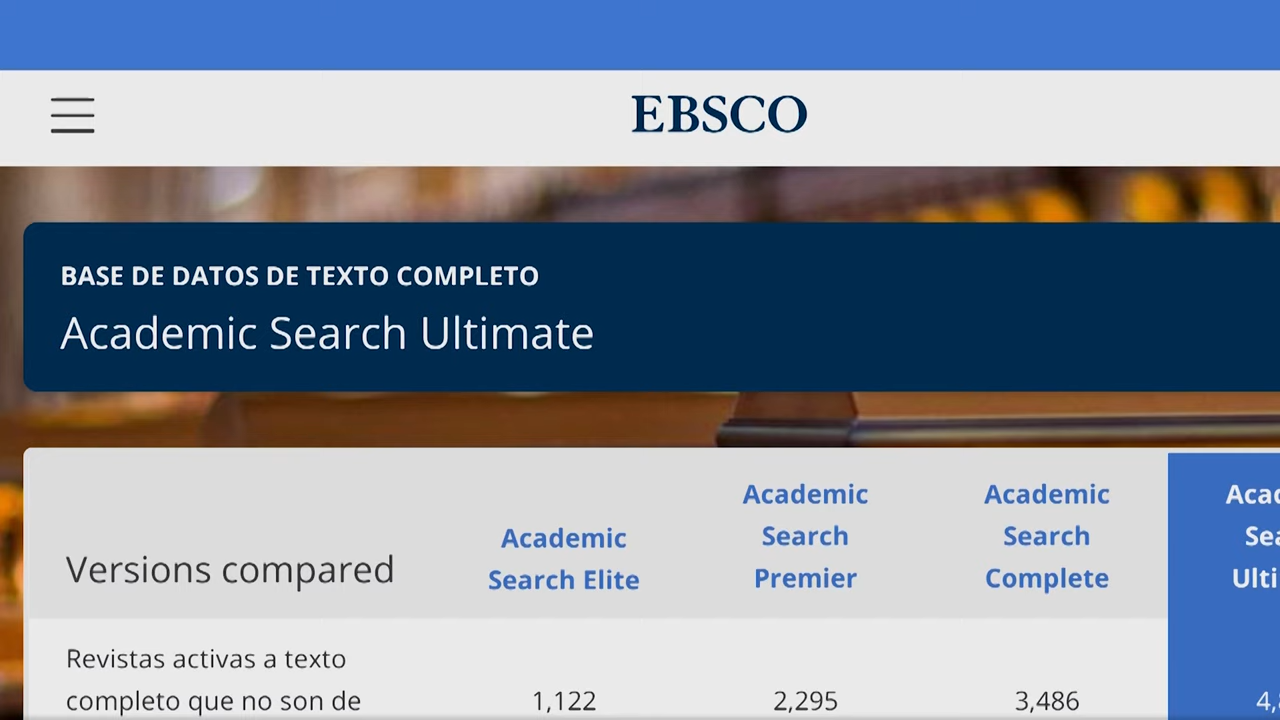 EBSCO
BASE DE DATOS DE TEXTO COMPLETO
Academic Search Ultimate
Versions compared
Academic
Search Elite
Academic
Search
Premier
Academic
Search
Complete
Revistas activas a texto
completo que no son de
1,122
2,295
3,486